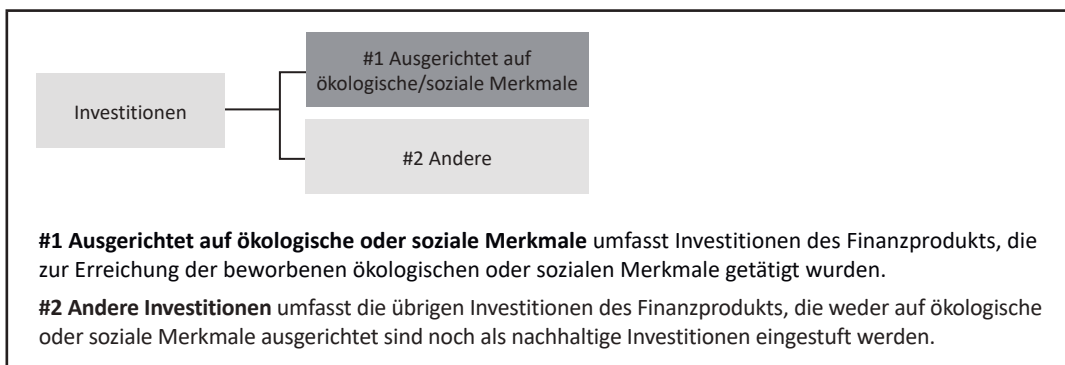 #1 Ausgerichtet auf
ökologische/soziale Merkmale
Investitionen
#2 Andere
#1 Ausgerichtet auf ökologische oder soziale Merkmale umfasst Investitionen des Finanzprodukts, die
zur Erreichung der beworbenen ökologischen oder sozialen Merkmale getätigt wurden.
#2 Andere Investitionen umfasst die übrigen Investitionen des Finanzprodukts, die weder auf ökologische
oder soziale Merkmale ausgerichtet sind noch als nachhaltige Investitionen eingestuft werden.